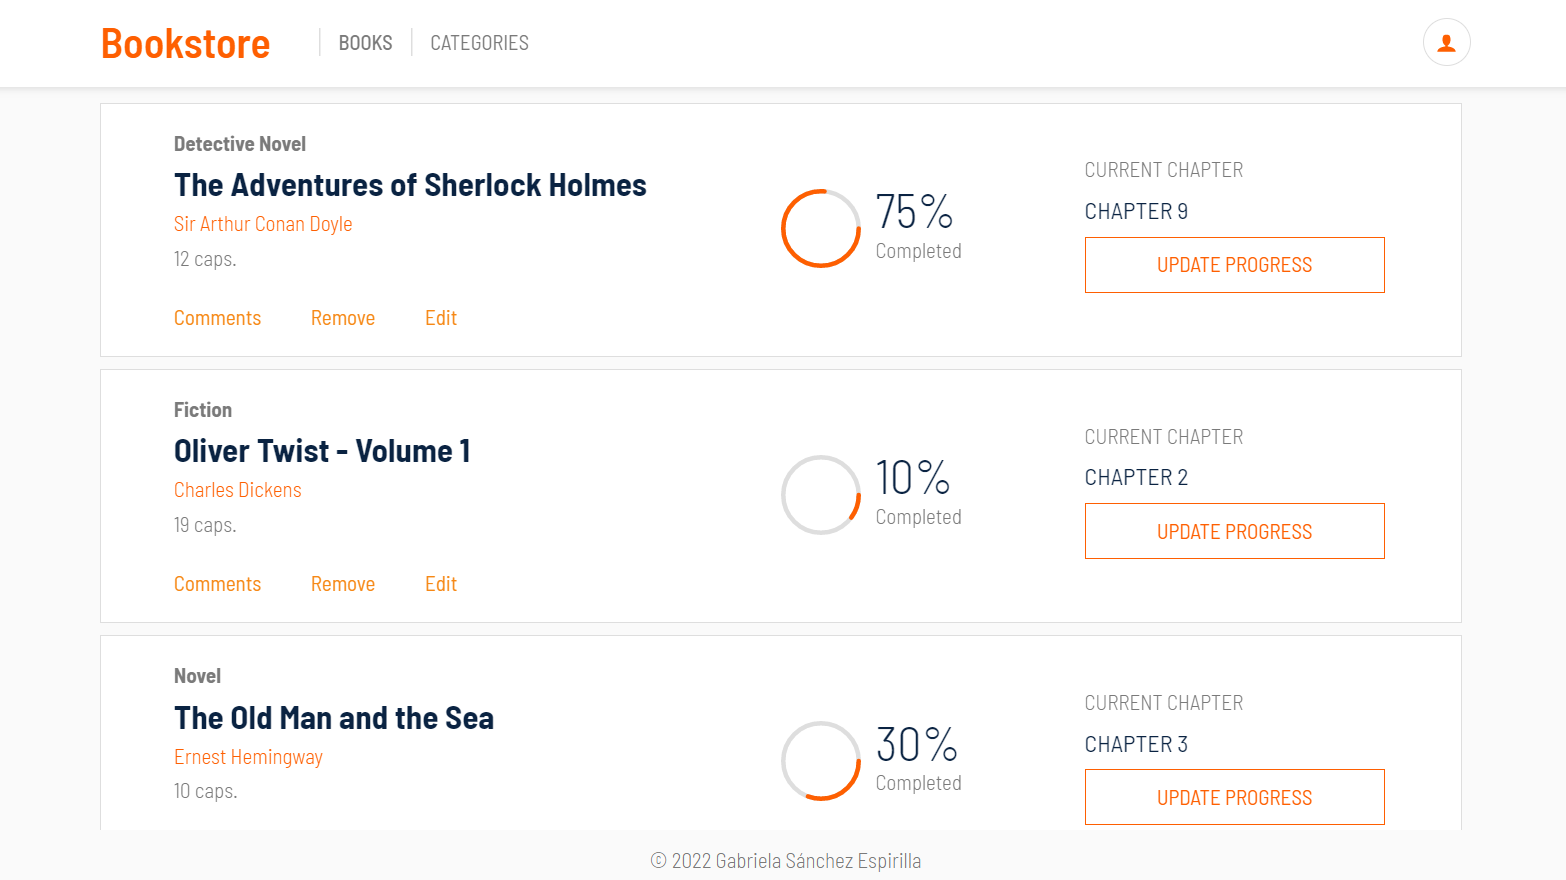 Bookstore
BOOKS
CATEGORIES
Detective Novel
The Adventures of Sherlock Holmes
Sir Arthur Conan Doyle
12 caps.
Comments
Remove
Edit
75%
Completed
CURRENT CHAPTER
CHAPTER 9
UPDATE PROGRESS
Fiction
Oliver Twist - Volume 1
Charles Dickens
19 caps.
Comments
Remove
Edit
10%
Completed
CURRENT CHAPTER
CHAPTER 2
UPDATE PROGRESS
Novel
The Old Man and the Sea
Ernest Hemingway
10 caps.
30%
Completed
CURRENT CHAPTER
CHAPTER 3
UPDATE PROGRESS
© 2022 Gabriela Sánchez Espirilla